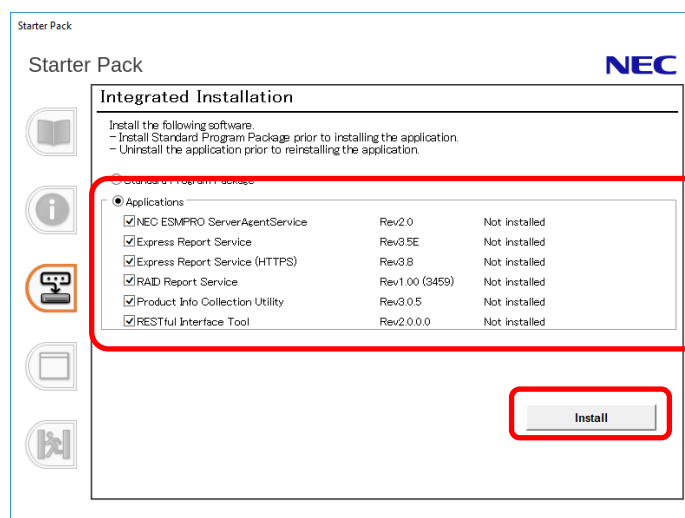 Starter Pack
Starter Pack
NEC
Integrated Installation
Install the following software.
- Install Standard Program Package prior to installing the application.
- Uninstall the application prior to reinstalling the application.
Standard Program Package
Applications
NEC ESMPRO ServerAgentService Rev2.0 Not installed
Express Report Service Rev3.5E Not installed
Express Report Service (HTTPS) Rev3.8 Not installed
RAID Report Service Rev1.00 (3459) Not installed
Product Info Collection Utility Rev3.0.5 Not installed
RESTful Interface Tool Rev2.0.0.0 Not installed
Install